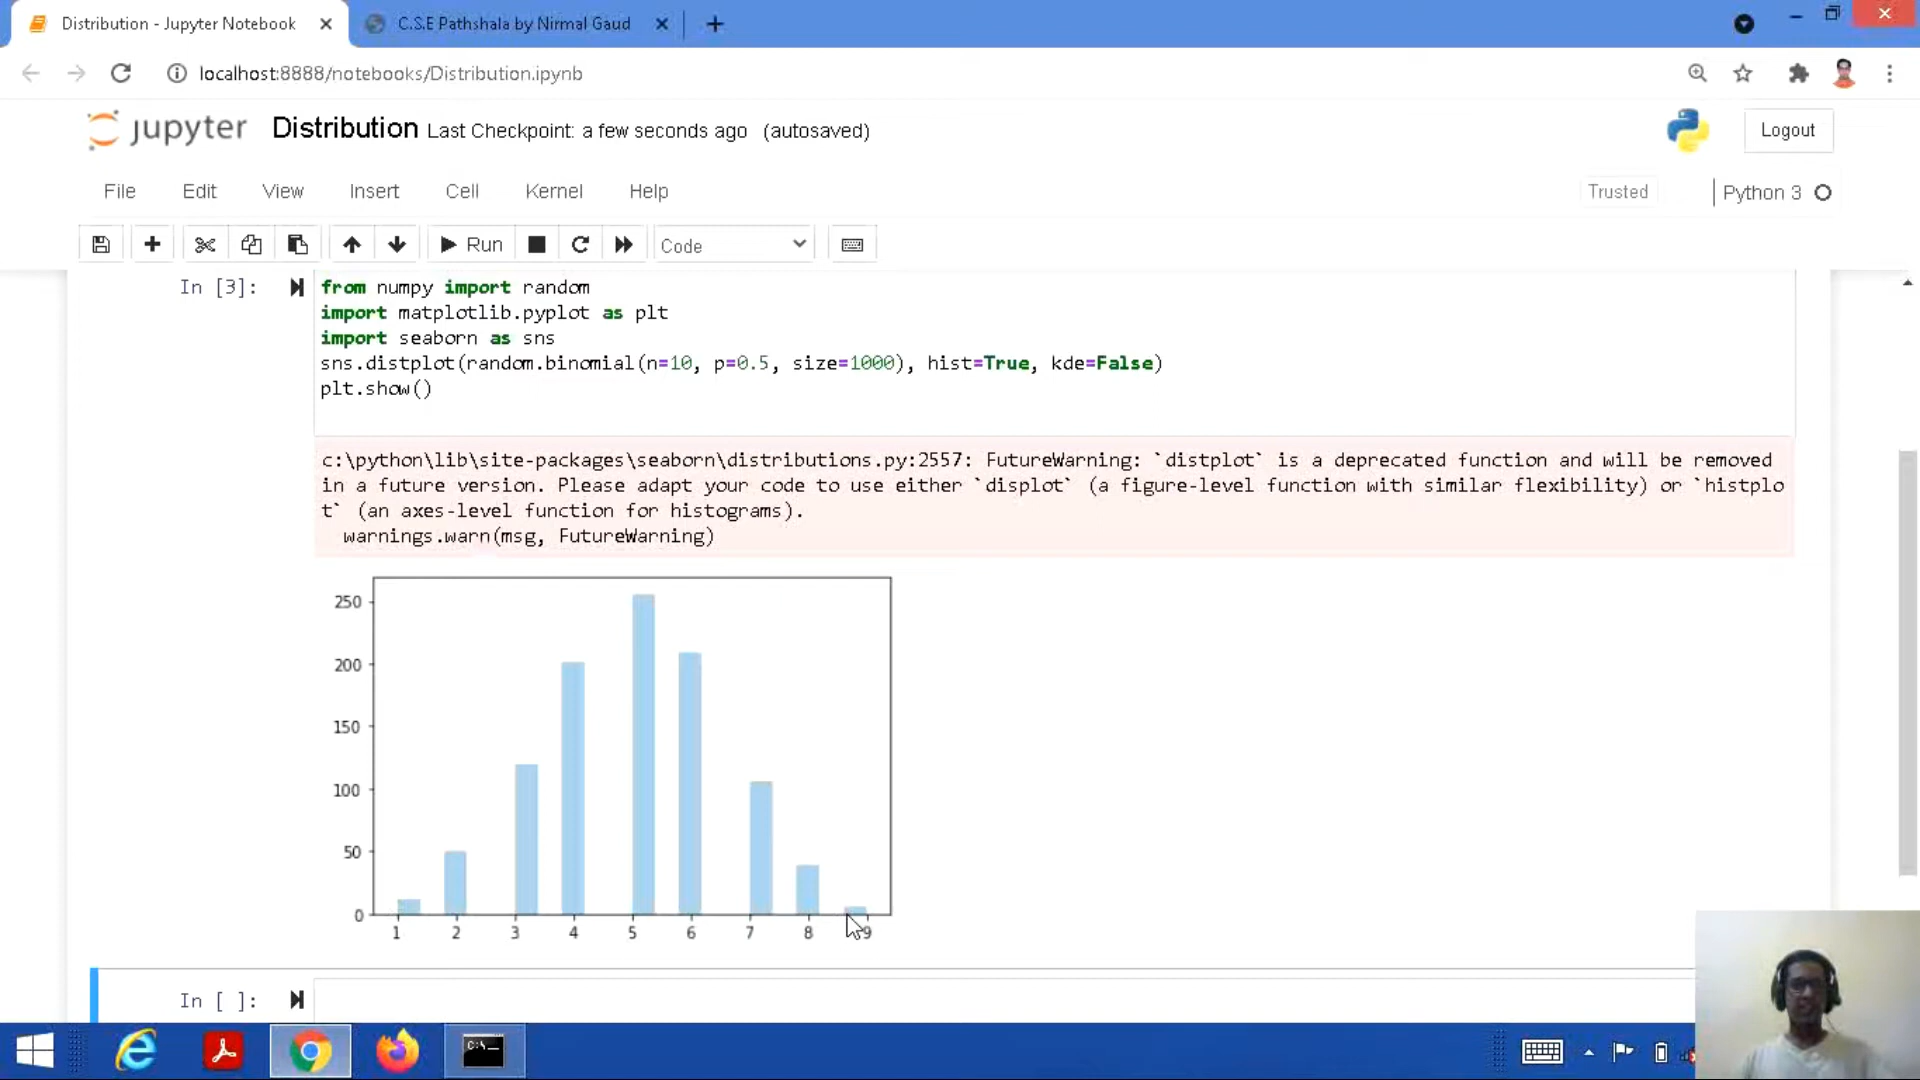 Distribution - Jupyter Notebook
C.S.E Pathshala by Nirmal Gaud
localhost:8888/notebooks/Distribution.ipynb
jupyter Distribution Last Checkpoint: a few seconds ago (autosaved)
Logout
File Edit View Insert Cell Kernel Help
Trusted
Python 3
Run
Code
In [3]:
from numpy import random
import matplotlib.pyplot as plt
import seaborn as sns
sns.distplot(random.binomial(n=10, p=0.5, size=1000), hist=True, kde=False)
plt.show()
c:\python\lib\site-packages\seaborn\distributions.py:2557: FutureWarning: `distplot` is a deprecated function and will be removed
in a future version. Please adapt your code to use either `displot` (a figure-level function with similar flexibility) or `histplo
t` (an axes-level function for histograms).
warnings.warn(msg, FutureWarning)
250
200
150
100
50
0
1 2 3 4 5 6 7 8 9
In [ ]:
C:\_